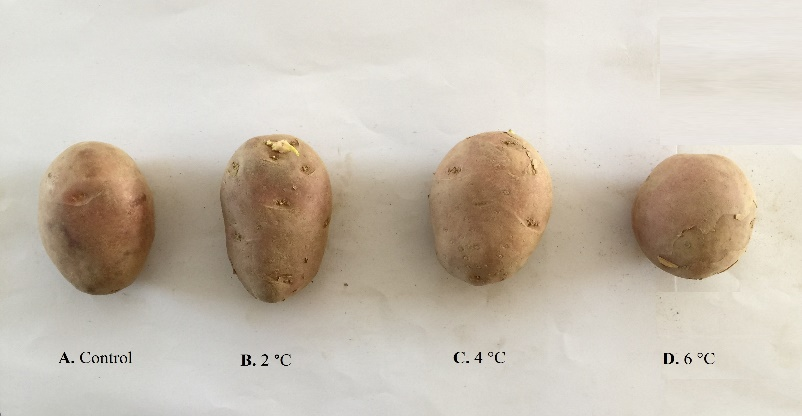 A. Control
B. 2 °C
C. 4 °C
D. 6 °C